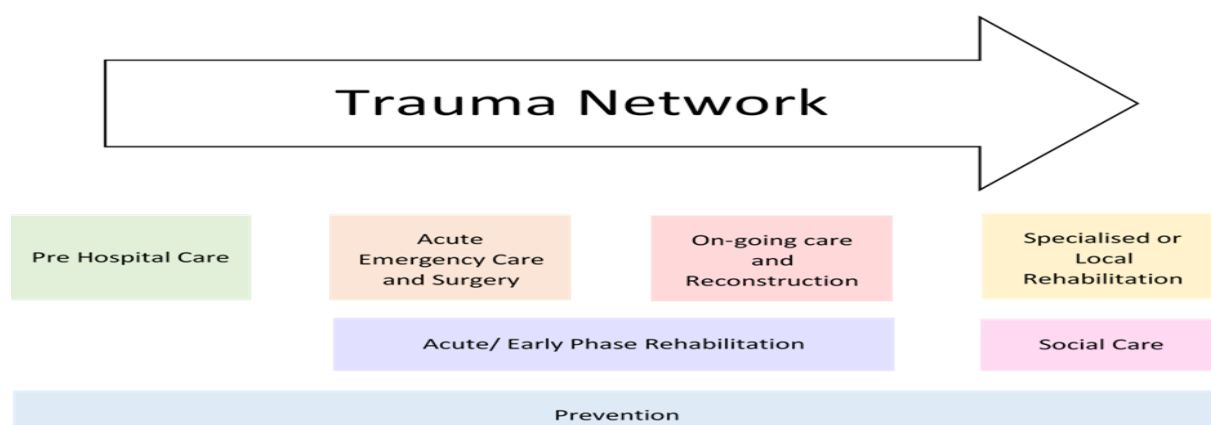 Trauma Network
Pre Hospital Care
Acute
Emergency Care
and Surgery
On-going care
and
Reconstruction
Specialised or
Local
Rehabilitation
Acute/ Early Phase Rehabilitation
Social Care
Prevention